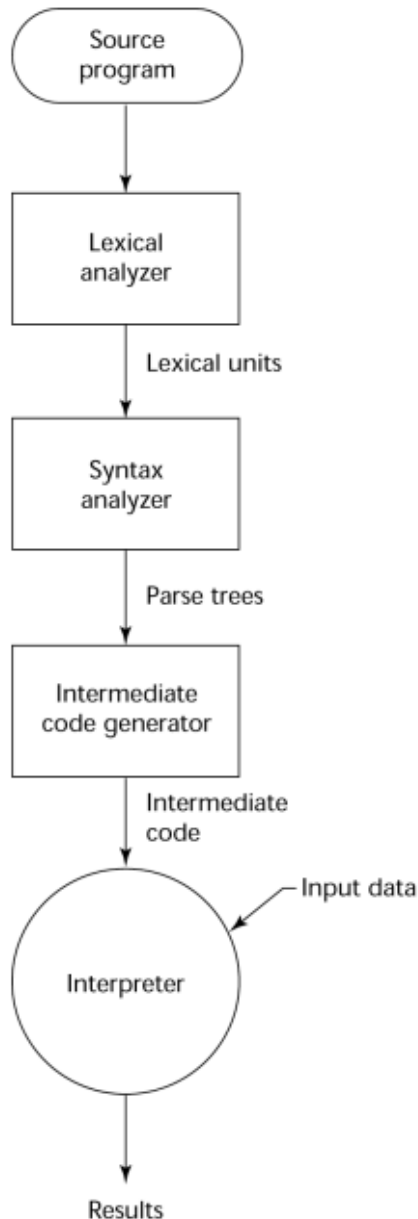 Source
program
Lexical
analyzer
Lexical units
Syntax
analyzer
Parse trees
Intermediate
code generator
Intermediate
code
Input data
Interpreter
Results